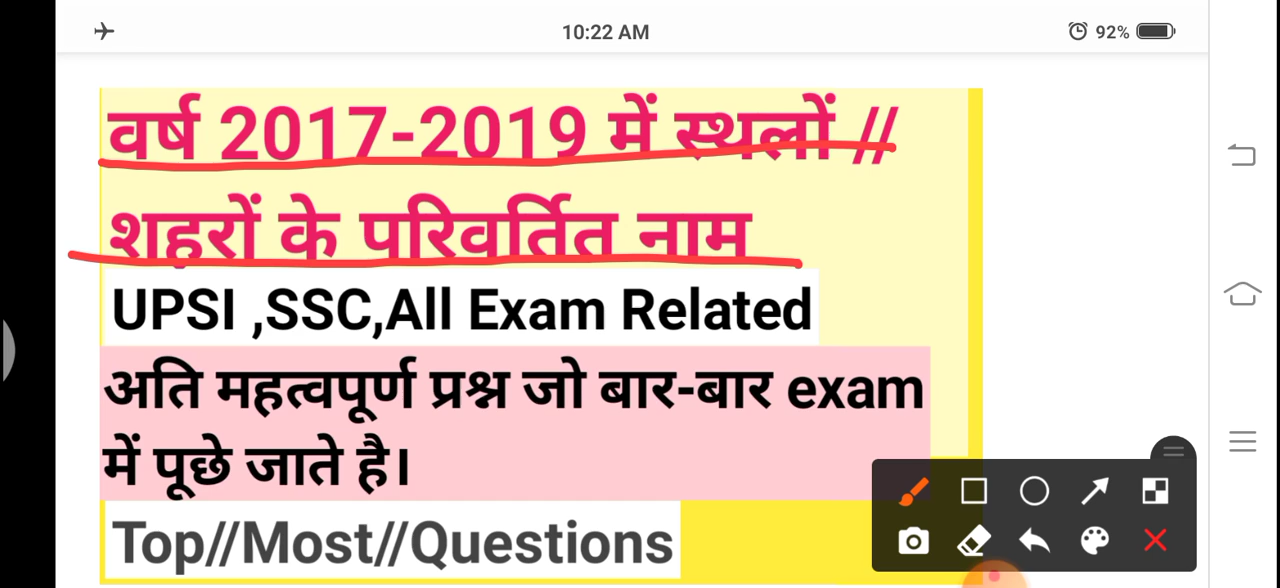 10:22 AM
92%
वर्ष 2017-2019 में स्थलों //
शहरों के परिवर्तित नाम
UPSI ,SSC,All Exam Related
अति महत्वपूर्ण प्रश्न जो बार-बार exam
में पूछे जाते है।
Top//Most//Questions